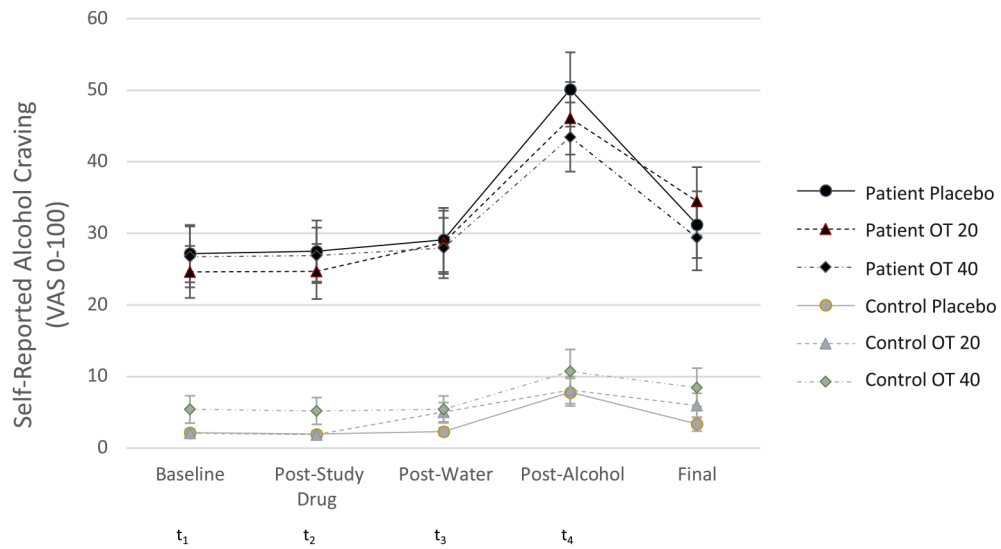 60
50
40
30
20
10
0
Self-Reported Alcohol Craving
(VAS 0-100)
Baseline
Post-Study
Drug
Post-Water
Post-Alcohol
Final
t1
t2
t3
t4
Patient Placebo
Patient OT 20
Patient OT 40
Control Placebo
Control OT 20
Control OT 40